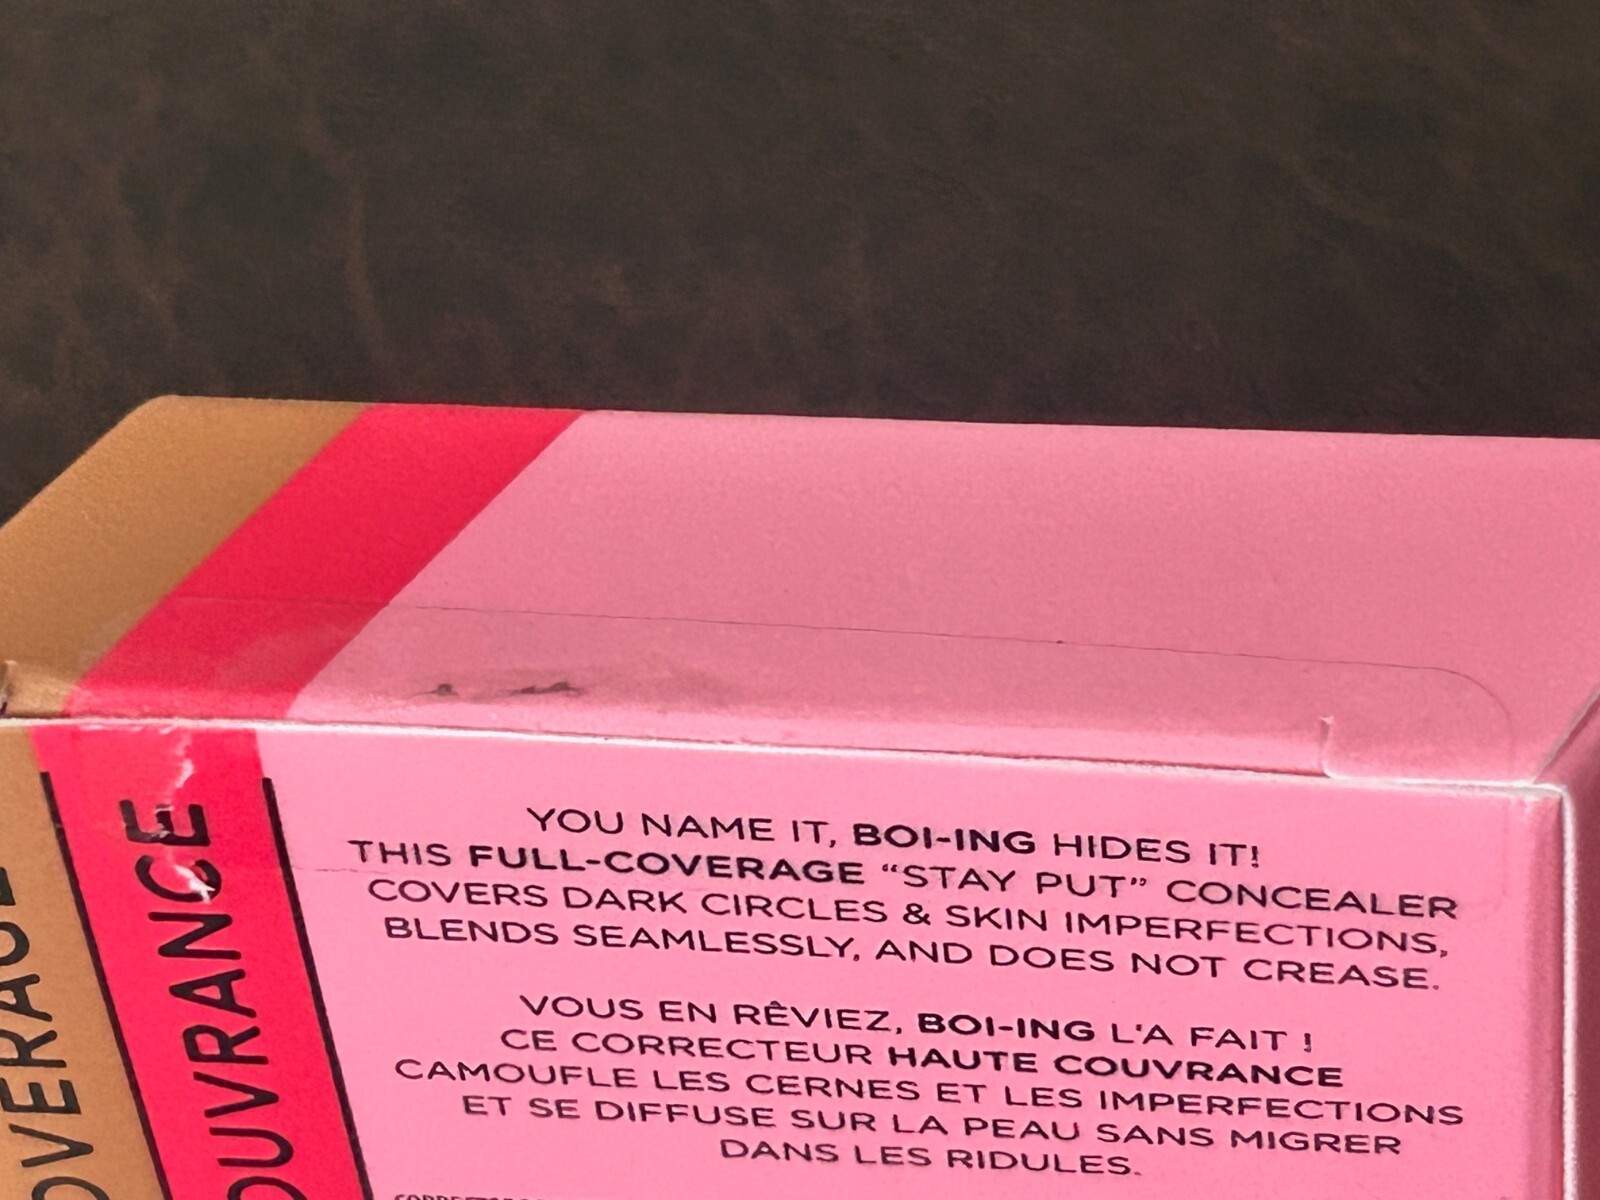 YOU NAME IT, BOI-ING HIDES IT!
THIS FULL-COVERAGE “STAY PUT” CONCEALER
COVERS DARK CIRCLES & SKIN IMPERFECTIONS,
BLENDS SEAMLESSLY, AND DOES NOT CREASE.
VOUS EN RÊVIEZ, BOI-ING L'A FAIT !
CE CORRECTEUR HAUTE COUVRANCE
CAMOUFLE LES CERNES ET LES IMPERFECTIONS
ET SE DIFFUSE SUR LA PEAU SANS MIGRER
DANS LES RIDULES.
OVERAGE
OUVRANCE